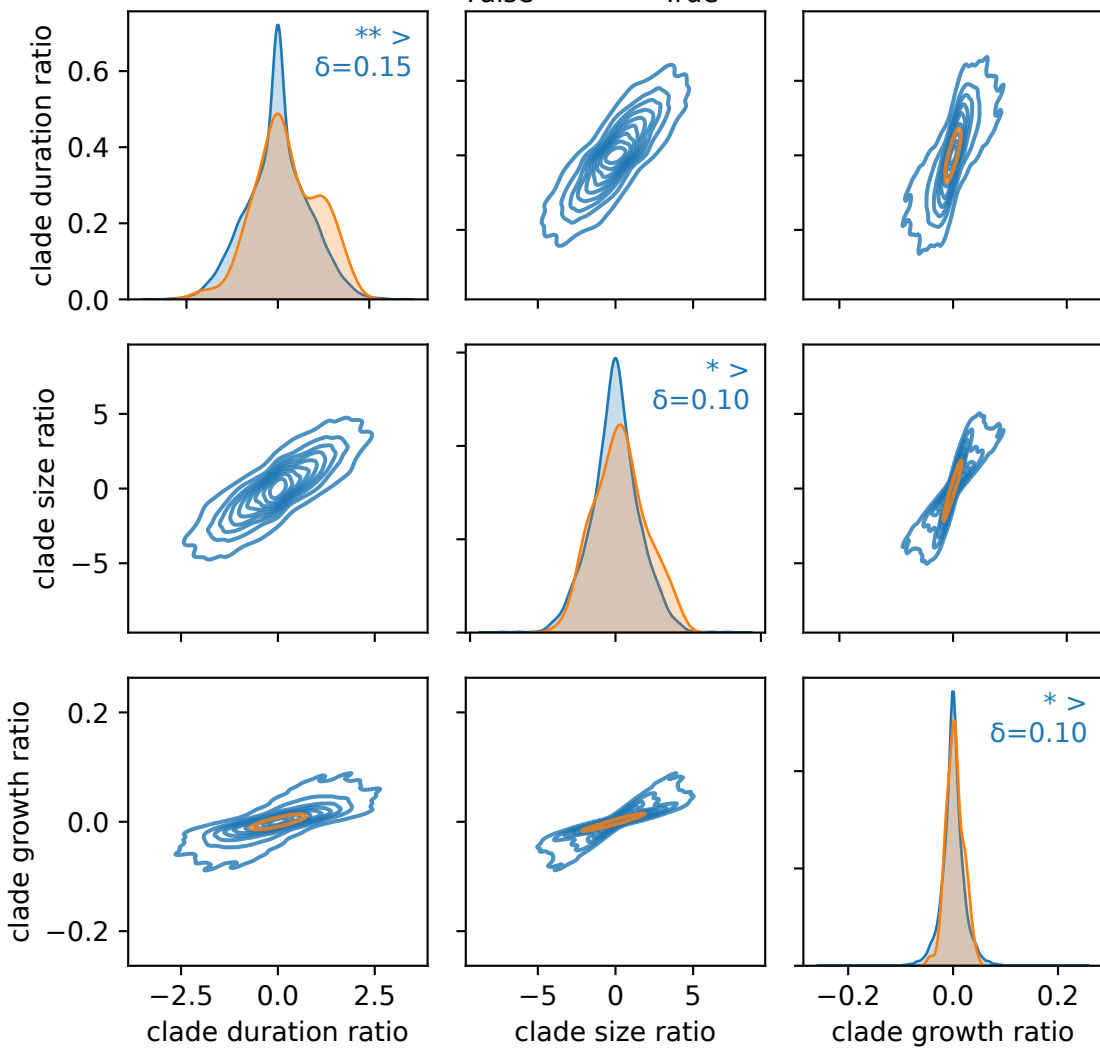 False True
clade duration ratio
0.6
0.4
0.2
0.0
** >
δ=0.15
clade size ratio
5
0
−5
* >
δ=0.10
clade growth ratio
0.2
0.0
−0.2
* >
δ=0.10
−2.5 0.0 2.5
−5 0 5
−0.2 0.0 0.2
clade duration ratio
clade size ratio
clade growth ratio